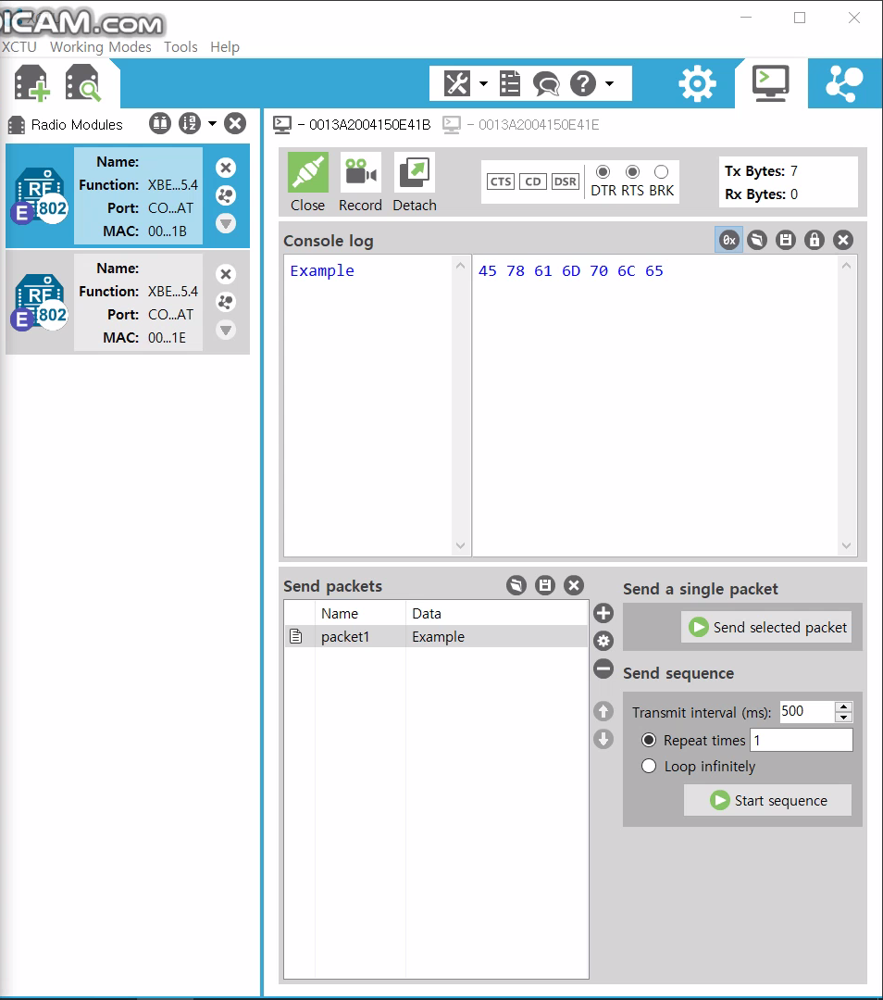 DICAM.COM
XCTU Working Modes Tools Help
Radio Modules
- 0013A2004150E41B - 0013A2004150E41E
RF
E 802
Name:
Function: XBE...5.4
Port: CO...AT
MAC: 00...1B
RF
E 802
Name:
Function: XBE...5.4
Port: CO...AT
MAC: 00...1E
Close Record Detach
CTS CD DSR
DTR RTS BRK
Tx Bytes: 7
Rx Bytes: 0
Console log
0x
Example
45 78 61 6D 70 6C 65
Send packets
Name Data
packet1 Example
Send a single packet
Send selected packet
Send sequence
Transmit interval (ms): 500
Repeat times 1
Loop infinitely
Start sequence